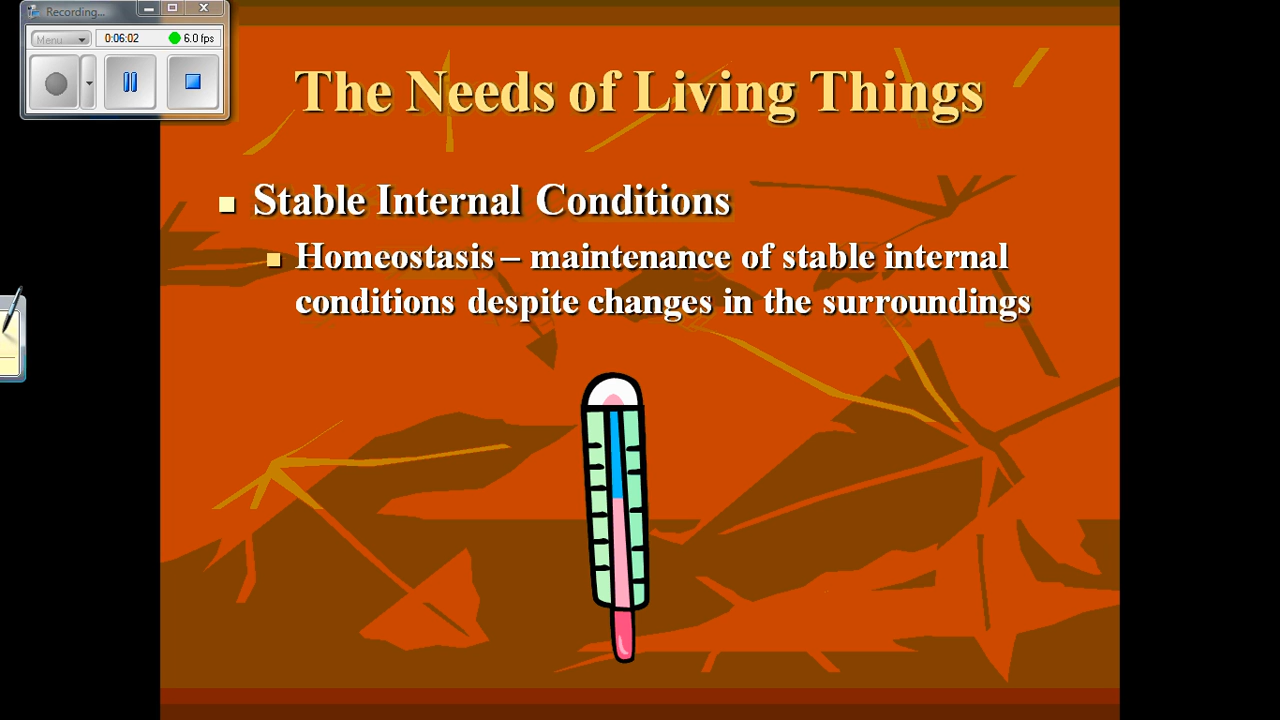 Recording...
Menu
0:06:02
6.0 fps
The Needs of Living Things
Stable Internal Conditions
Homeostasis – maintenance of stable internal
conditions despite changes in the surroundings